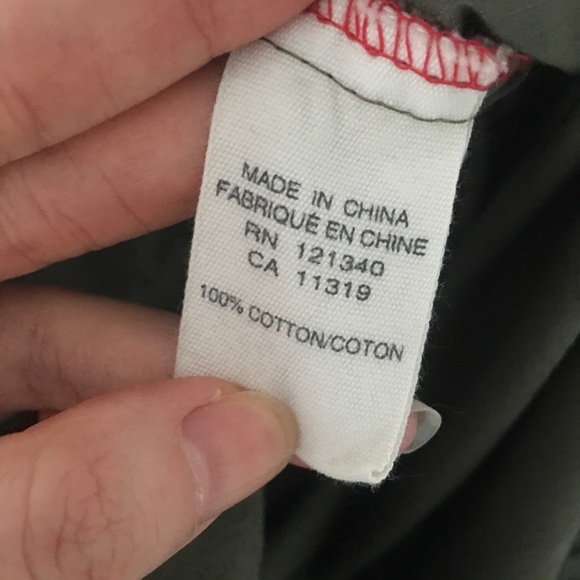 MADE IN CHINA
FABRIQUÉ EN CHINE
RN 121340
CA 11319
100% COTTON/COTON